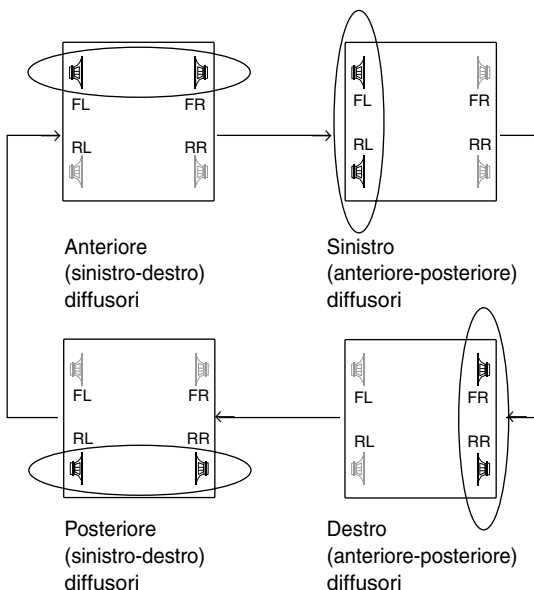 FL FR
RL RR
Anteriore
(sinistro-destro)
diffusori
FL FR
RL RR
Sinistro
(anteriore-posteriore)
diffusori
FL FR
RL RR
Posteriore
(sinistro-destro)
diffusori
FL FR
RL RR
Destro
(anteriore-posteriore)
diffusori